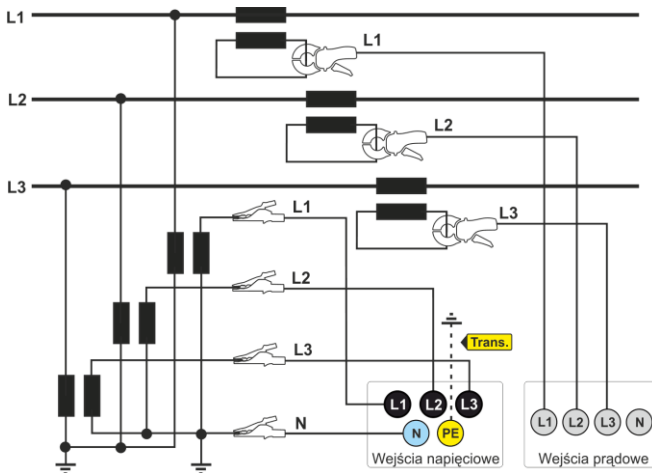 L1
L1
L2
L2
L3
L3
L1
L2
Trans.
L3
L1 L2 L3
N
N PE
L1 L2 L3 N
Wejścia napięciowe
Wejścia prądowe